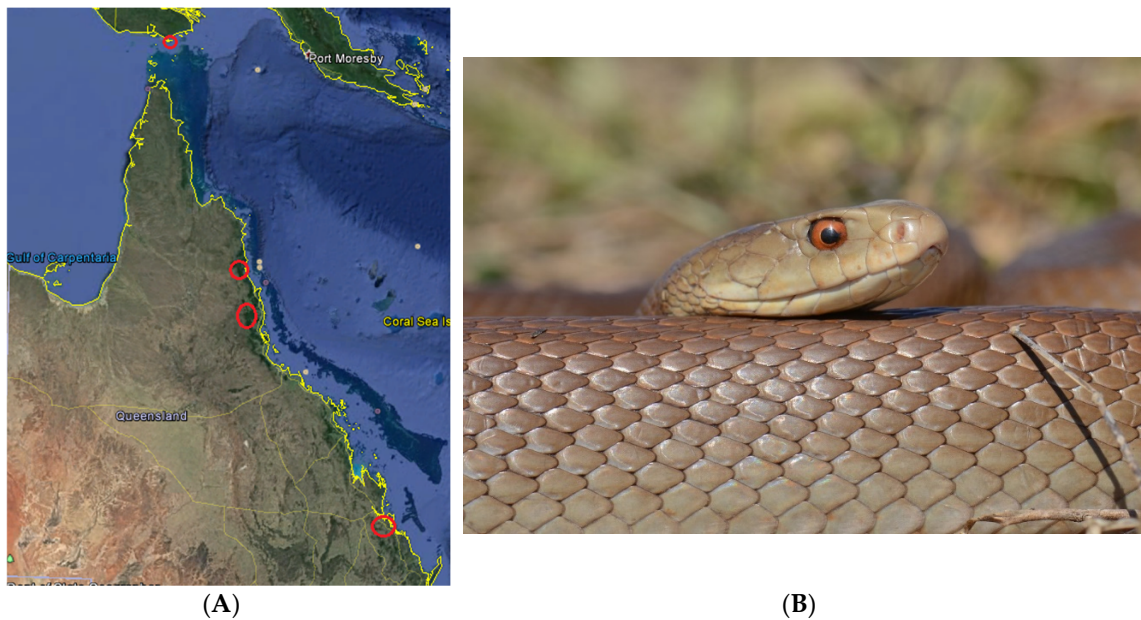 Port Moresby
Gulf of Carpentaria
Coral Sea Is
Queensland
(A)
(B)